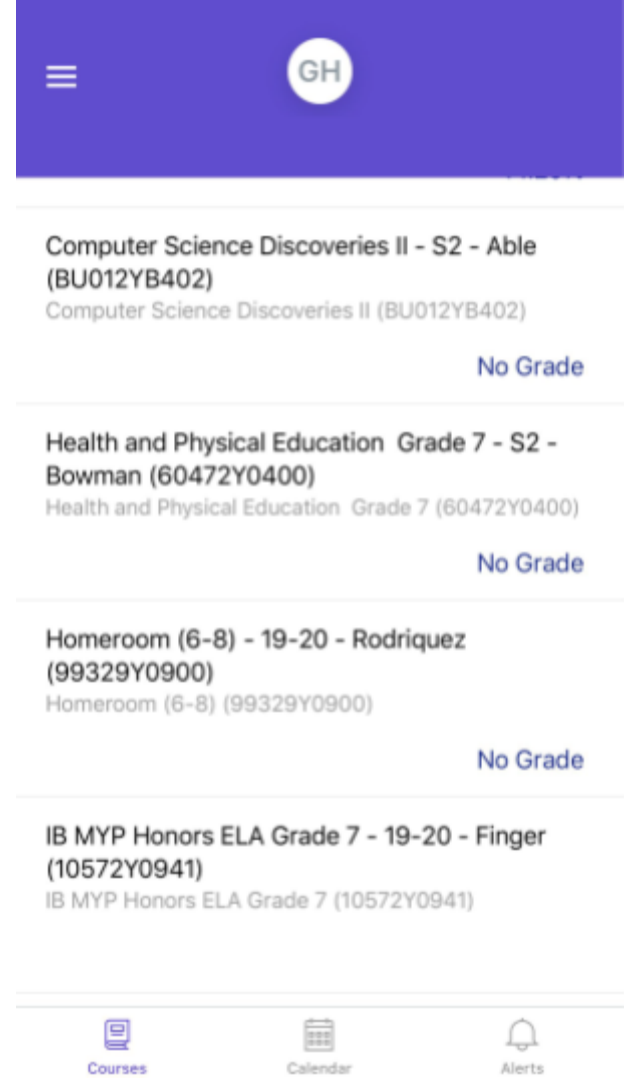 GH
Computer Science Discoveries II - S2 - Able
(BU012YB402)
Computer Science Discoveries II (BU012YB402)
No Grade
Health and Physical Education  Grade 7 - S2 -
Bowman (60472Y0400)
Health and Physical Education  Grade 7 (60472Y0400)
No Grade
Homeroom (6-8) - 19-20 - Rodriquez
(99329Y0900)
Homeroom (6-8) (99329Y0900)
No Grade
IB MYP Honors ELA Grade 7 - 19-20 - Finger
(10572Y0941)
IB MYP Honors ELA Grade 7 (10572Y0941)
Courses
Calendar
Alerts